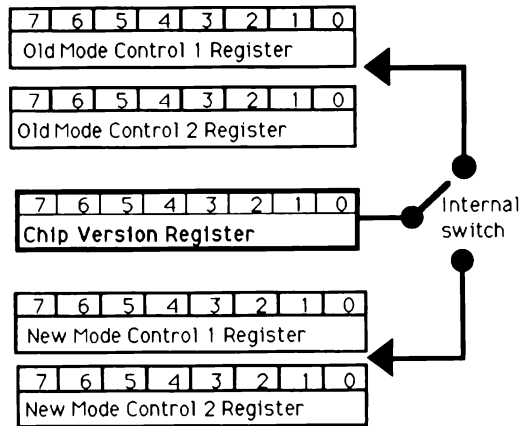 7 6 5 4 3 2 1 0
Old Mode Control 1 Register
7 6 5 4 3 2 1 0
Old Mode Control 2 Register
7 6 5 4 3 2 1 0
Chip Version Register
Internal
switch
7 6 5 4 3 2 1 0
New Mode Control 1 Register
7 6 5 4 3 2 1 0
New Mode Control 2 Register